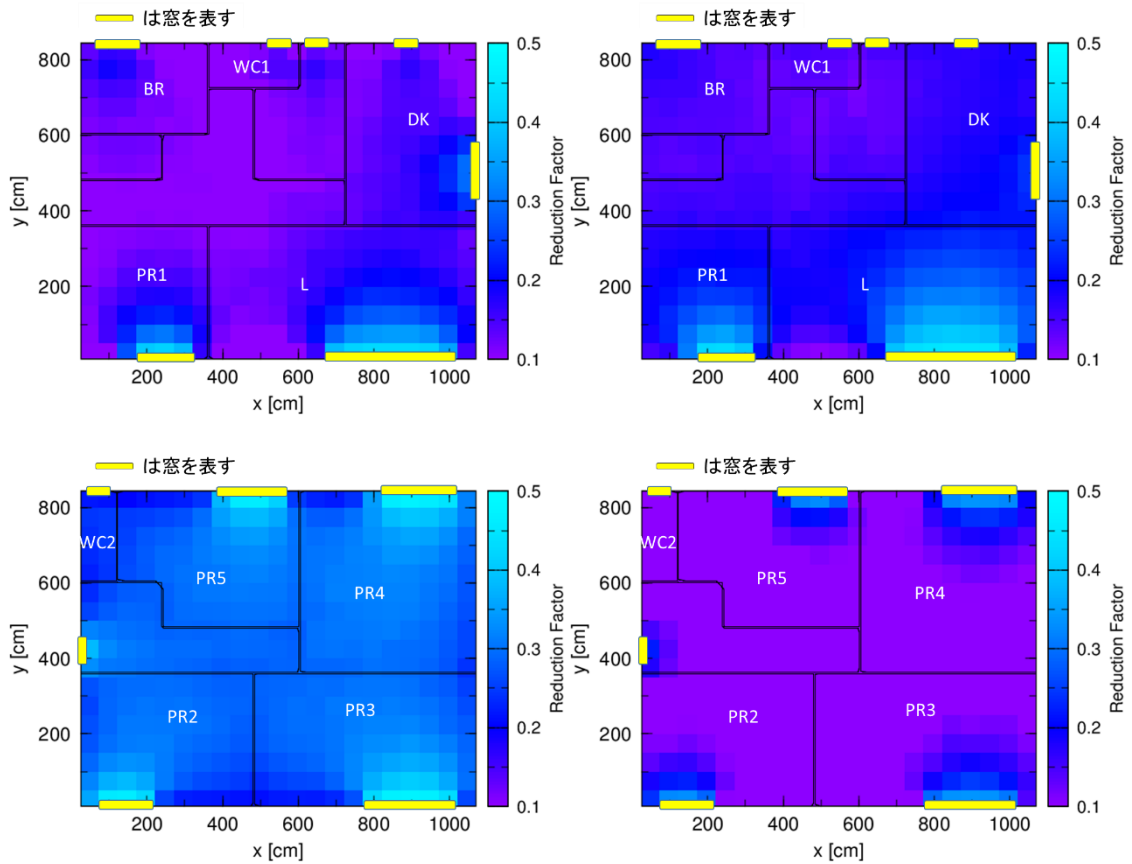 は窓を表す
800
600
400
200
y [cm]
BR
WC1
DK
PR1
L
200 400 600 800 1000
x [cm]
0.5
0.4
0.3
0.2
0.1
Reduction Factor
は窓を表す
800
600
400
200
y [cm]
BR
WC1
DK
PR1
L
200 400 600 800 1000
x [cm]
0.5
0.4
0.3
0.2
0.1
Reduction Factor
は窓を表す
800
600
400
200
y [cm]
WC2
PR5
PR4
PR2
PR3
200 400 600 800 1000
x [cm]
0.5
0.4
0.3
0.2
0.1
Reduction Factor
は窓を表す
800
600
400
200
y [cm]
WC2
PR5
PR4
PR2
PR3
200 400 600 800 1000
x [cm]
0.5
0.4
0.3
0.2
0.1
Reduction Factor